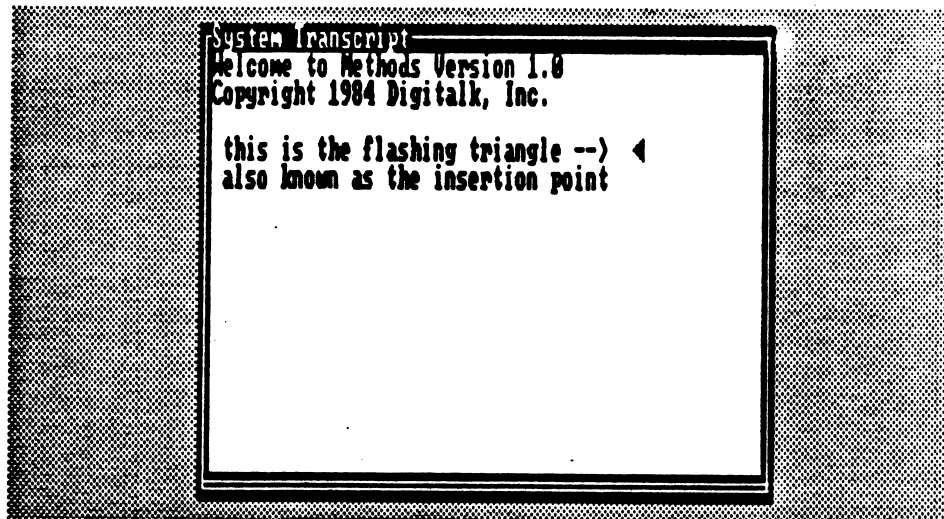 System Transcript
Welcome to Methods Version 1.0
Copyright 1984 Digitalk, Inc.
this is the flashing triangle --> ◀
also known as the insertion point